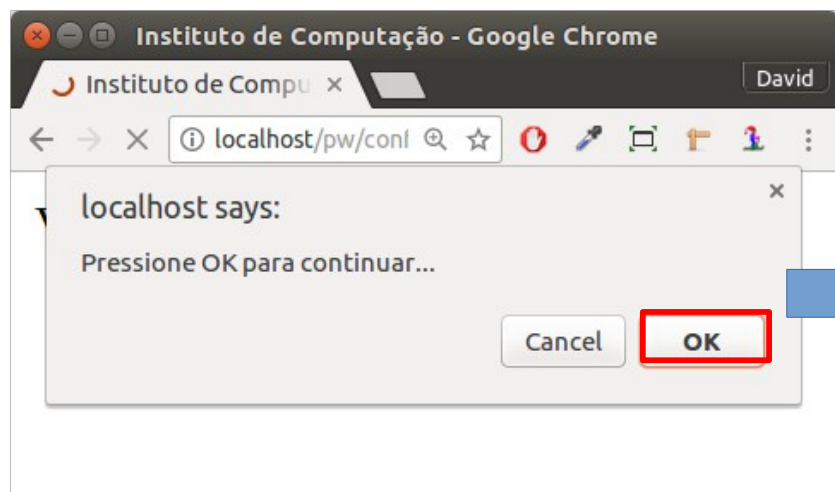 Instituto de Computação - Google Chrome
Instituto de Compu
David
localhost/pw/conf
localhost says:
Pressione OK para continuar...
Cancel
OK